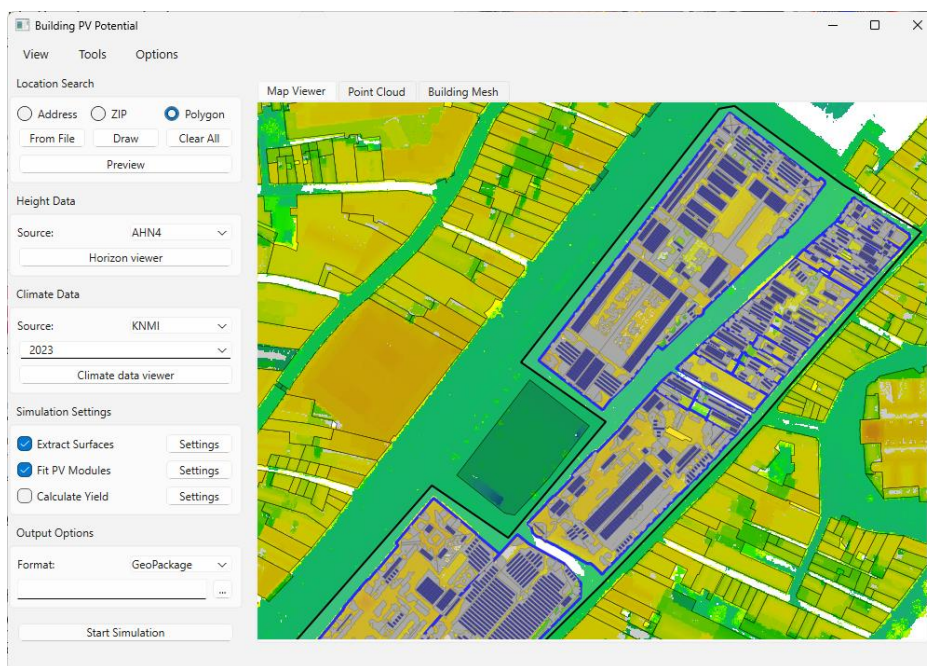 Building PV Potential
View Tools Options
Location Search
Address ZIP Polygon
From File Draw Clear All
Preview
Height Data
Source: AHN4
Horizon viewer
Climate Data
Source: KNMI
2023
Climate data viewer
Simulation Settings
Extract Surfaces Settings
Fit PV Modules Settings
Calculate Yield Settings
Output Options
Format: GeoPackage
...
Start Simulation
Map Viewer Point Cloud Building Mesh